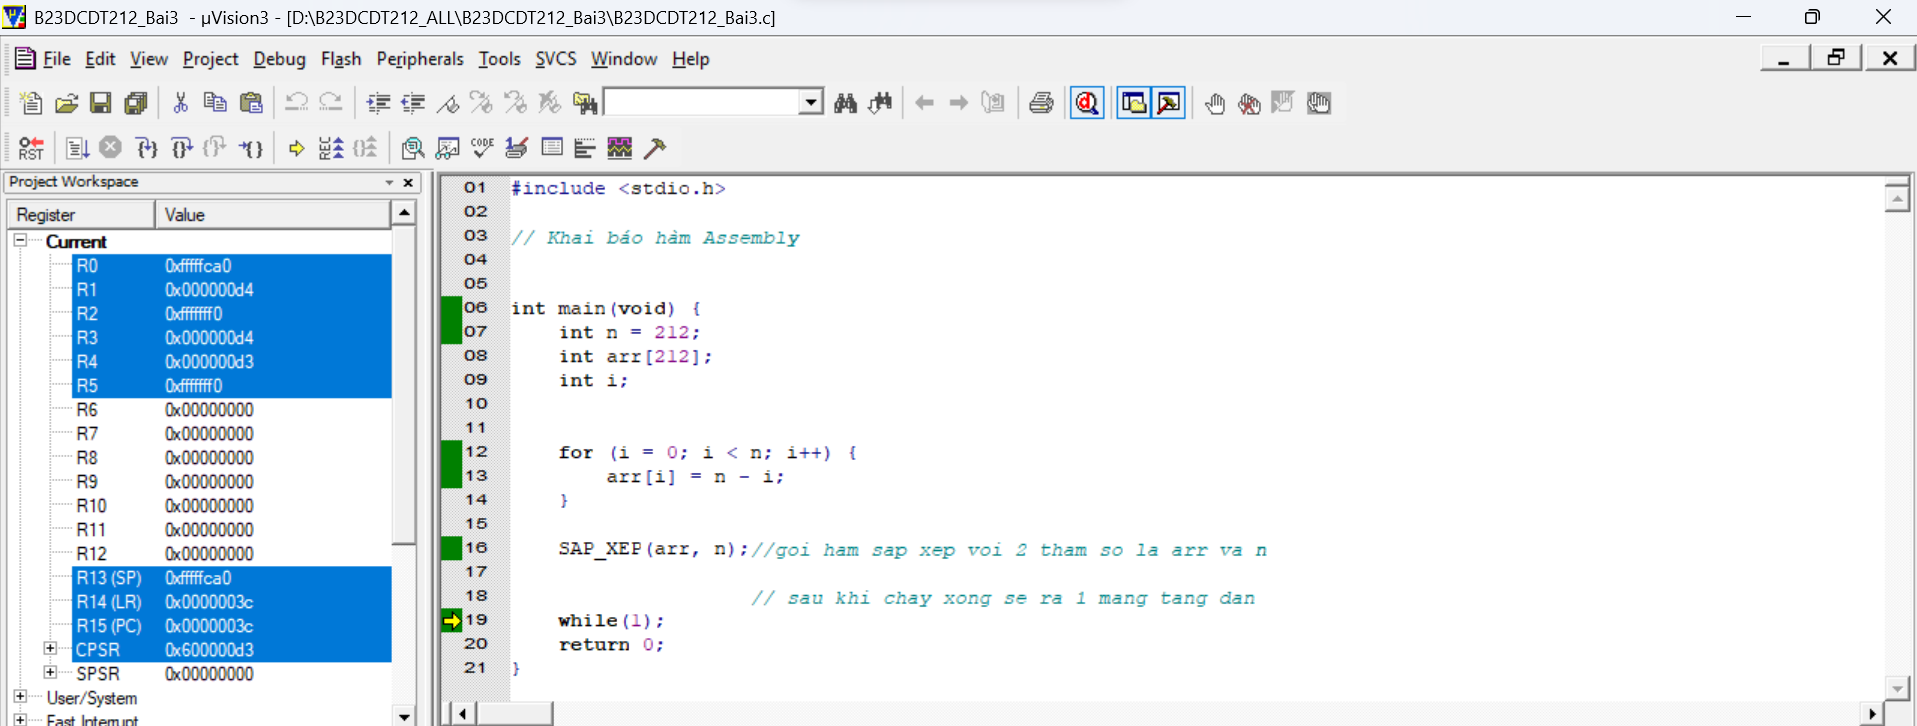 B23DCDT212_Bai3 - µVision3 - [D:\B23DCDT212_ALL\B23DCDT212_Bai3\B23DCDT212_Bai3.c]
File Edit View Project Debug Flash Peripherals Tools SVCS Window Help
RST
REC
CODE
Project Workspace
Register Value
Current
R0 0xfffffca0
R1 0x000000d4
R2 0xfffffff0
R3 0x000000d4
R4 0x000000d3
R5 0xfffffff0
R6 0x00000000
R7 0x00000000
R8 0x00000000
R9 0x00000000
R10 0x00000000
R11 0x00000000
R12 0x00000000
R13 (SP) 0xfffffca0
R14 (LR) 0x0000003c
R15 (PC) 0x0000003c
CPSR 0x600000d3
SPSR 0x00000000
User/System
Fast Interrupt
01 #include <stdio.h>
02
03 // Khai báo hàm Assembly
04
05
06 int main(void) {
07 int n = 212;
08 int arr[212];
09 int i;
10
11
12 for (i = 0; i < n; i++) {
13 arr[i] = n - i;
14 }
15
16 SAP_XEP(arr, n);//goi ham sap xep voi 2 tham so la arr va n
17
18 // sau khi chay xong se ra 1 mang tang dan
19 while(1);
20 return 0;
21 }